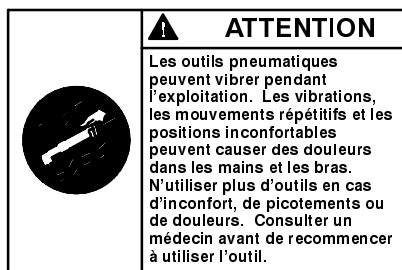 ATTENTION
Les outils pneumatiques
peuvent vibrer pendant
l'exploitation. Les vibrations,
les mouvements répétitifs et les
positions inconfortables
peuvent causer des douleurs
dans les mains et les bras.
N'utiliser plus d'outils en cas
d'inconfort, de picotements ou
de douleurs. Consulter un
médecin avant de recommencer
à utiliser l'outil.